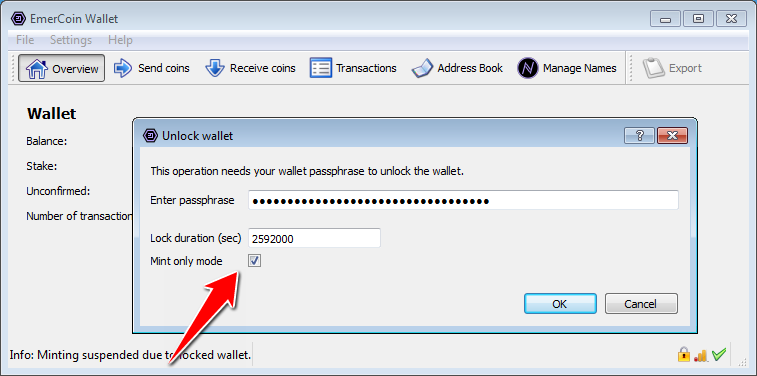 EmerCoin Wallet
File Settings Help
Overview Send coins Receive coins Transactions Address Book Manage Names Export
Wallet
Balance:
Stake:
Unconfirmed:
Number of transaction
Unlock wallet
This operation needs your wallet passphrase to unlock the wallet.
Enter passphrase ●●●●●●●●●●●●●●●●●●●●●●●●●●●●●●●●●●
Lock duration (sec) 2592000
Mint only mode
OK Cancel
Info: Minting suspended due to locked wallet.